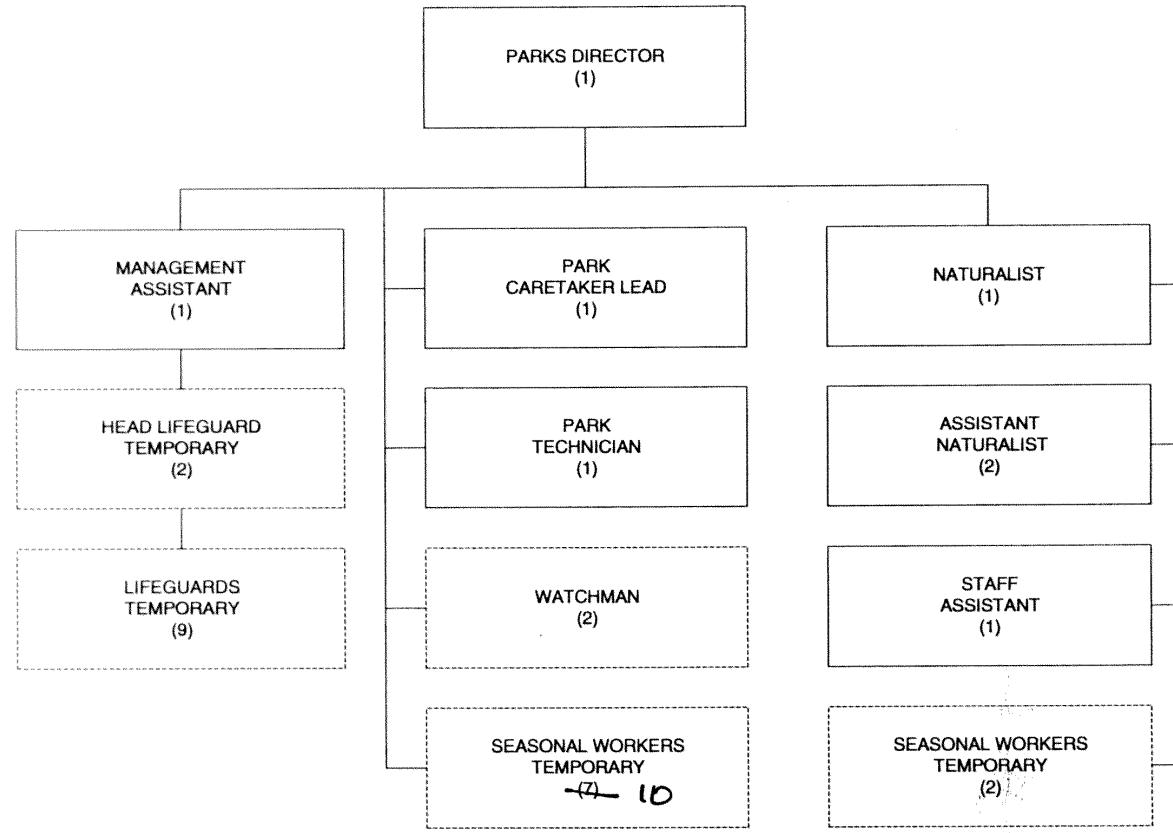 PARKS DIRECTOR
(1)
MANAGEMENT
ASSISTANT
(1)
HEAD LIFEGUARD
TEMPORARY
(2)
LIFEGUARDS
TEMPORARY
(9)
PARK
CARETAKER LEAD
(1)
PARK
TECHNICIAN
(1)
WATCHMAN
(2)
SEASONAL WORKERS
TEMPORARY
(7) 10
NATURALIST
(1)
ASSISTANT
NATURALIST
(2)
STAFF
ASSISTANT
(1)
SEASONAL WORKERS
TEMPORARY
(2)